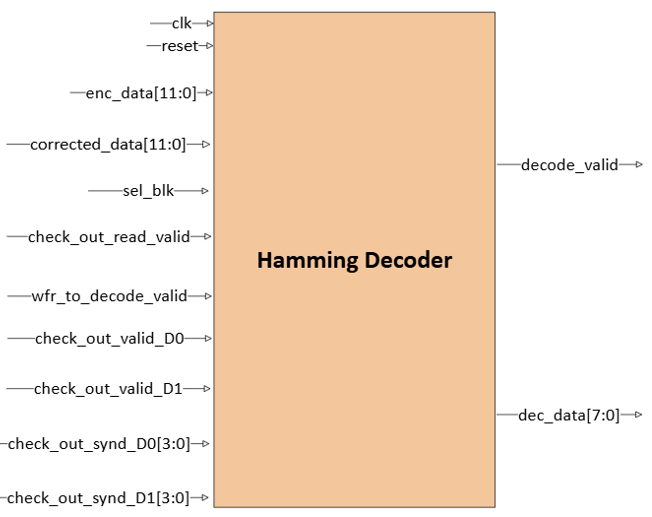 clk
reset
enc_data[11:0]
corrected_data[11:0]
sel_blk
check_out_read_valid
wfr_to_decode_valid
check_out_valid_D0
check_out_valid_D1
check_out_synd_D0[3:0]
check_out_synd_D1[3:0]
Hamming Decoder
decode_valid
dec_data[7:0]